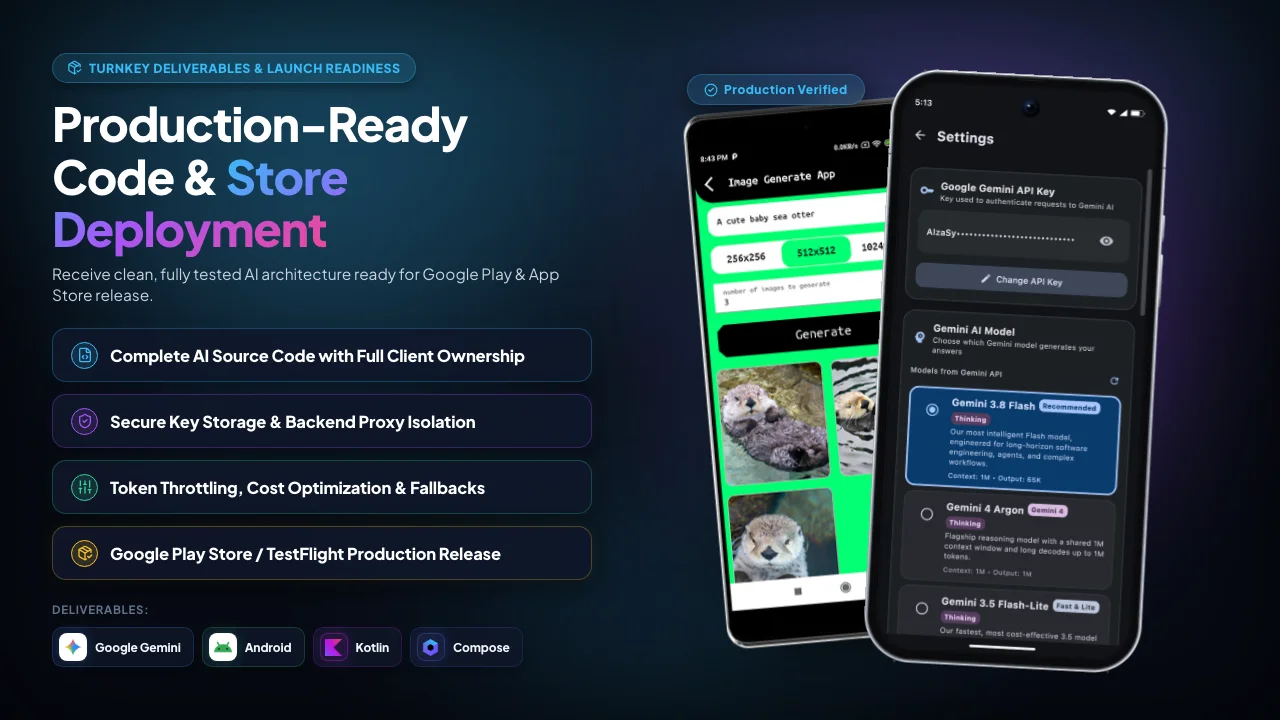 TURNKEY DELIVERABLES & LAUNCH READINESS
Production-Ready
Code & Store
Deployment
Receive clean, fully tested AI architecture ready for Google Play & App
Store release.
Complete AI Source Code with Full Client Ownership
Secure Key Storage & Backend Proxy Isolation
Token Throttling, Cost Optimization & Fallbacks
Google Play Store / TestFlight Production Release
DELIVERABLES:
Google Gemini
Android
Kotlin
Compose
Production Verified
8:43 PM
0.0KB/s
Image Generate App
A cute baby sea otter
256x256
512x512
1024
number of images to generate
3
Generate
5:13
Settings
Google Gemini API Key
Key used to authenticate requests to Gemini AI
AIzaSy••••••••••••••••••••••••••••
Change API Key
Gemini AI Model
Choose which Gemini model generates your
answers
Models from Gemini API
Gemini 3.8 Flash Recommended
Thinking
Our most intelligent Flash model,
engineered for long-horizon software
engineering, agents, and complex
workflows.
Context: 1M • Output: 65K
Gemini 4 Argon Gemini 4
Thinking
Flagship reasoning model with a shared 1M
context window and long decodes up to 1M
tokens.
Context: 1M • Output: 1M
Gemini 3.5 Flash-Lite Fast & Lite
Thinking
Our fastest, most cost-effective 3.5 model